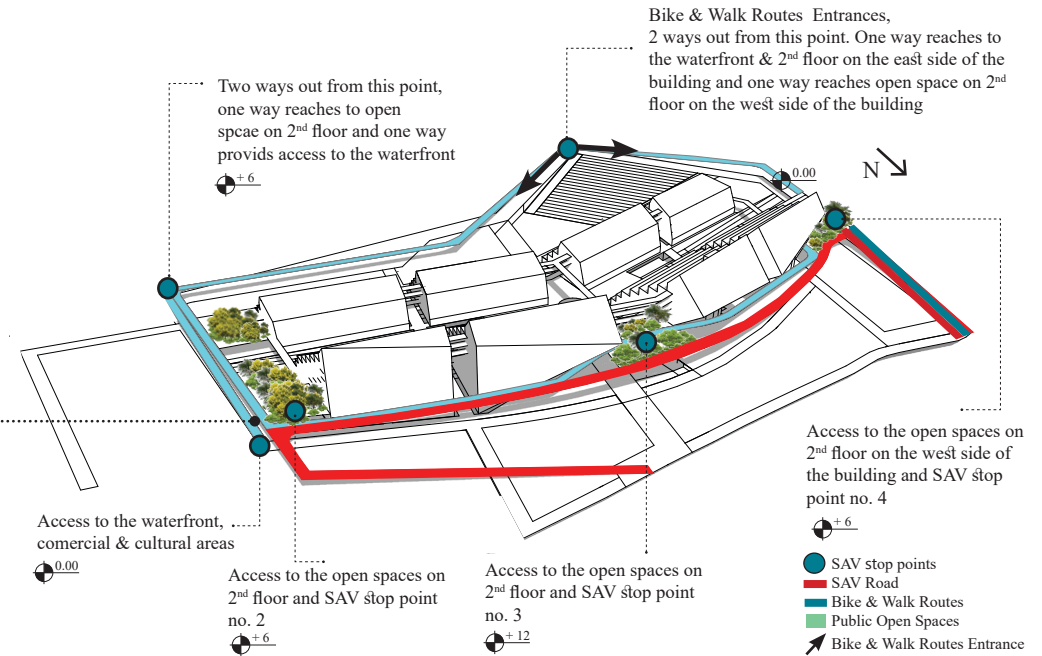 Bike & Walk Routes Entrances,
2 ways out from this point. One way reaches to
the waterfront & 2nd floor on the east side of the
building and one way reaches open space on 2nd
floor on the west side of the building
Two ways out from this point,
one way reaches to open
spcae on 2nd floor and one way
provids access to the waterfront
+ 6
0.00
N
Access to the open spaces on
2nd floor on the west side of
the building and SAV stop
point no. 4
+ 6
Access to the waterfront,
comercial & cultural areas
0.00
Access to the open spaces on
2nd floor and SAV stop point
no. 2
+ 6
Access to the open spaces on
2nd floor and SAV stop point
no. 3
+ 12
SAV stop points
SAV Road
Bike & Walk Routes
Public Open Spaces
Bike & Walk Routes Entrance